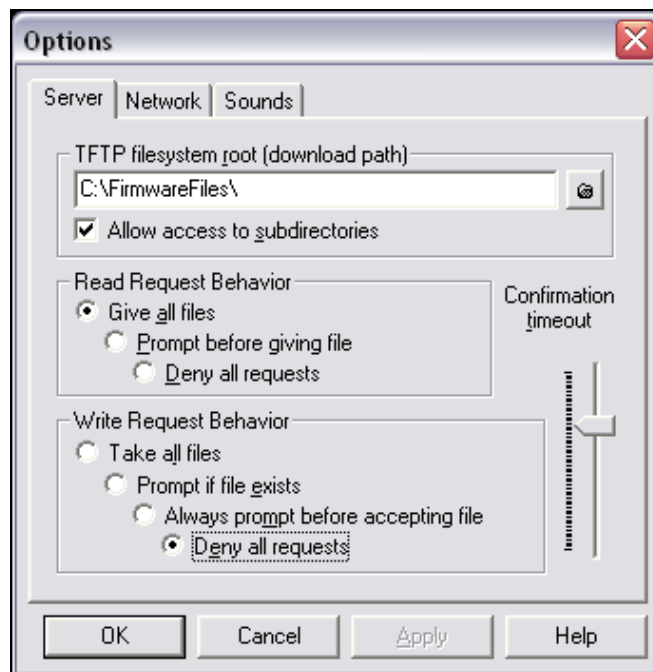 Options
Server Network Sounds
TFTP filesystem root (download path)
C:\FirmwareFiles\
Allow access to subdirectories
Read Request Behavior
Give all files
Prompt before giving file
Deny all requests
Confirmation
timeout
Write Request Behavior
Take all files
Prompt if file exists
Always prompt before accepting file
Deny all requests
OK Cancel Apply Help